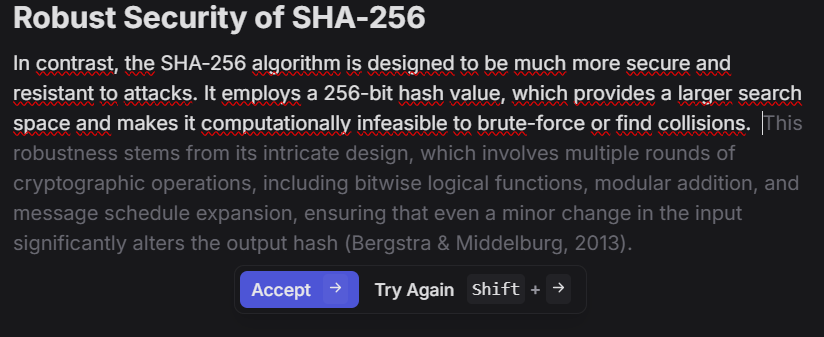 Robust Security of SHA-256
In contrast, the SHA-256 algorithm is designed to be much more secure and
resistant to attacks. It employs a 256-bit hash value, which provides a larger search
space and makes it computationally infeasible to brute-force or find collisions. This
robustness stems from its intricate design, which involves multiple rounds of
cryptographic operations, including bitwise logical functions, modular addition, and
message schedule expansion, ensuring that even a minor change in the input
significantly alters the output hash (Bergstra & Middelburg, 2013).
Accept → Try Again Shift + →